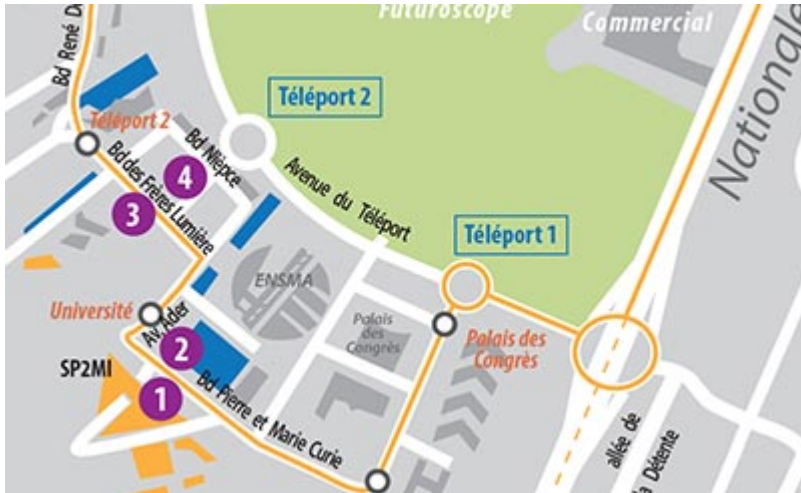 Futuroscope
Commercial
Nationale
Bd René D
Téléport 2
Téléport 2
Bd Nièpce
4
Bd des Frères Lumière
3
Avenue du Téléport
Téléport 1
ENSMA
Université
Av. Ader
Palais
des
Congrès
Palais des
Congrès
2
SP2MI
1
Bd Pierre et Marie Curie
allée de
la Détente